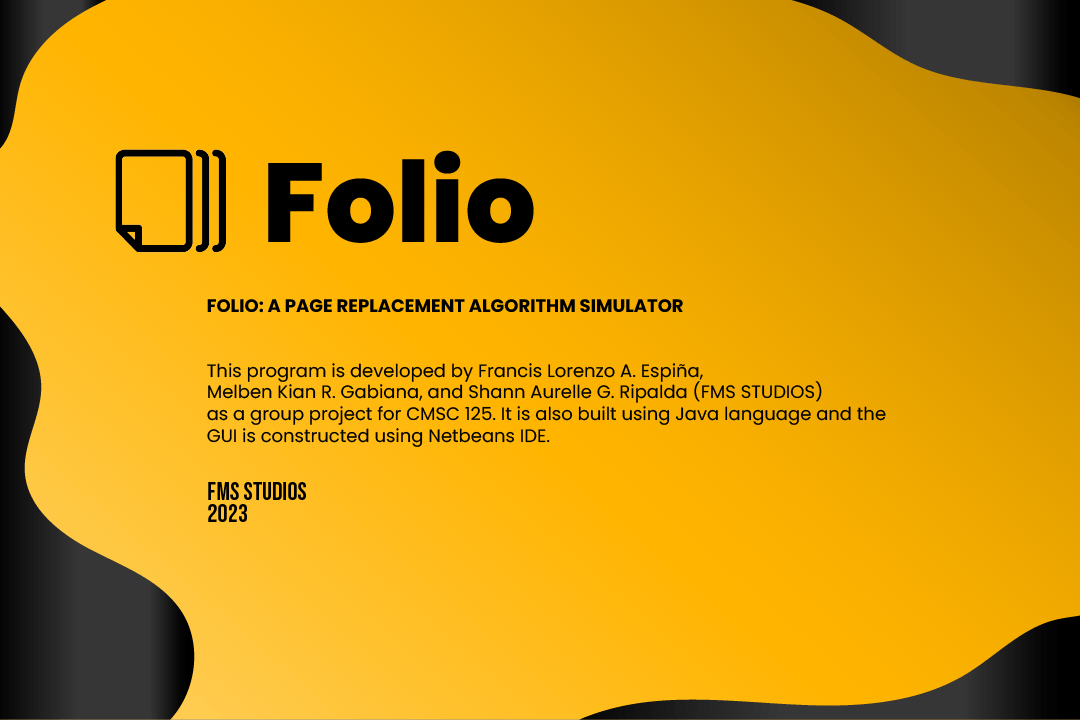 Folio
FOLIO: A PAGE REPLACEMENT ALGORITHM SIMULATOR
This program is developed by Francis Lorenzo A. Espiña,
Melben Kian R. Gabiana, and Shann Aurelle G. Ripalda (FMS STUDIOS)
as a group project for CMSC 125. It is also built using Java language and the
GUI is constructed using Netbeans IDE.
FMS STUDIOS
2023